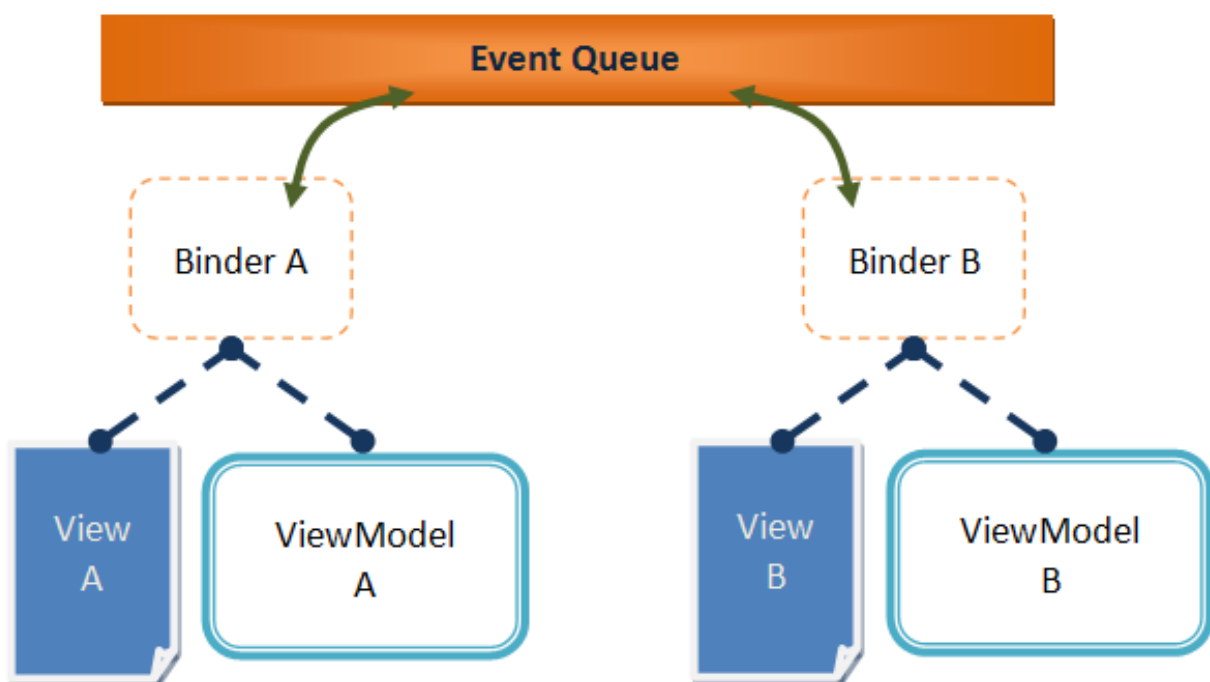 Event Queue
Binder A
Binder B
View
A
ViewModel
A
View
B
ViewModel
B